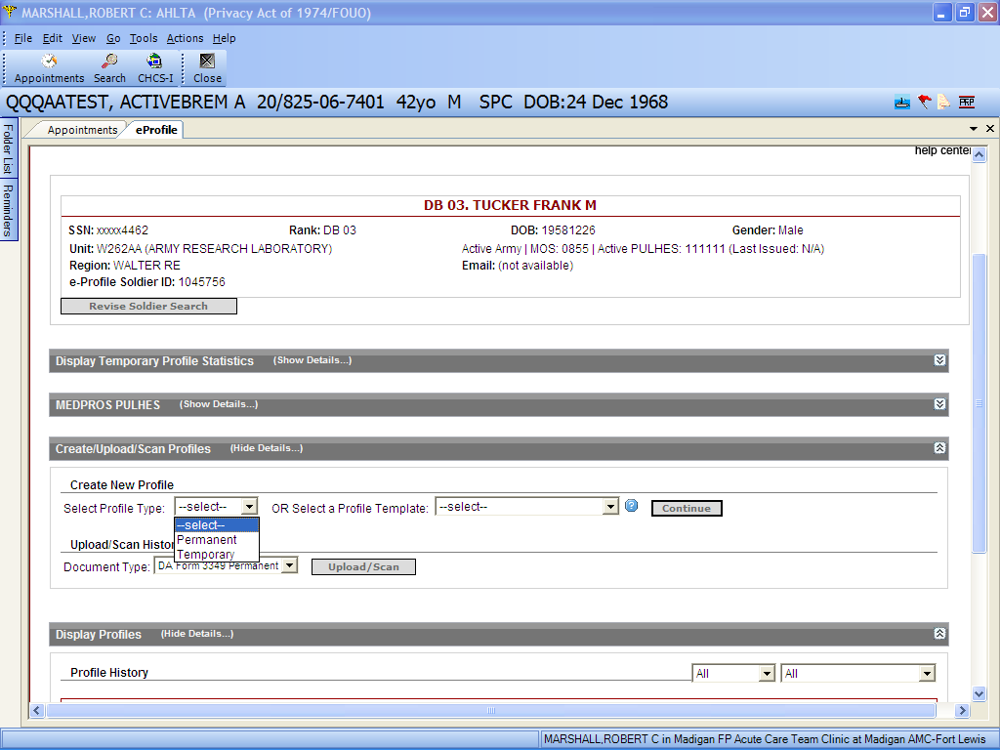 MARSHALL,ROBERT C: AHLTA (Privacy Act of 1974/FOUO)
File Edit View Go Tools Actions Help
Appointments Search CHCS-I Close
QQQAATEST, ACTIVEBREM A 20/825-06-7401 42yo M SPC DOB:24 Dec 1968
Folder List
Reminders
Appointments eProfile
help center
DB 03. TUCKER FRANK M
SSN: xxxxx4462 Rank: DB 03 DOB: 19581226 Gender: Male
Unit: W262AA (ARMY RESEARCH LABORATORY) Active Army | MOS: 0855 | Active PULHES: 111111 (Last Issued: N/A)
Region: WALTER RE Email: (not available)
e-Profile Soldier ID: 1045756
Revise Soldier Search
Display Temporary Profile Statistics (Show Details...)
MEDPROS PULHES (Show Details...)
Create/Upload/Scan Profiles (Hide Details...)
Create New Profile
Select Profile Type: --select-- OR Select a Profile Template: --select-- ? Continue
--select--
Permanent
Temporary
Upload/Scan Histor
Document Type: DA Form 3349 Permanent Upload/Scan
Display Profiles (Hide Details...)
Profile History All All
MARSHALL,ROBERT C in Madigan FP Acute Care Team Clinic at Madigan AMC-Fort Lewis